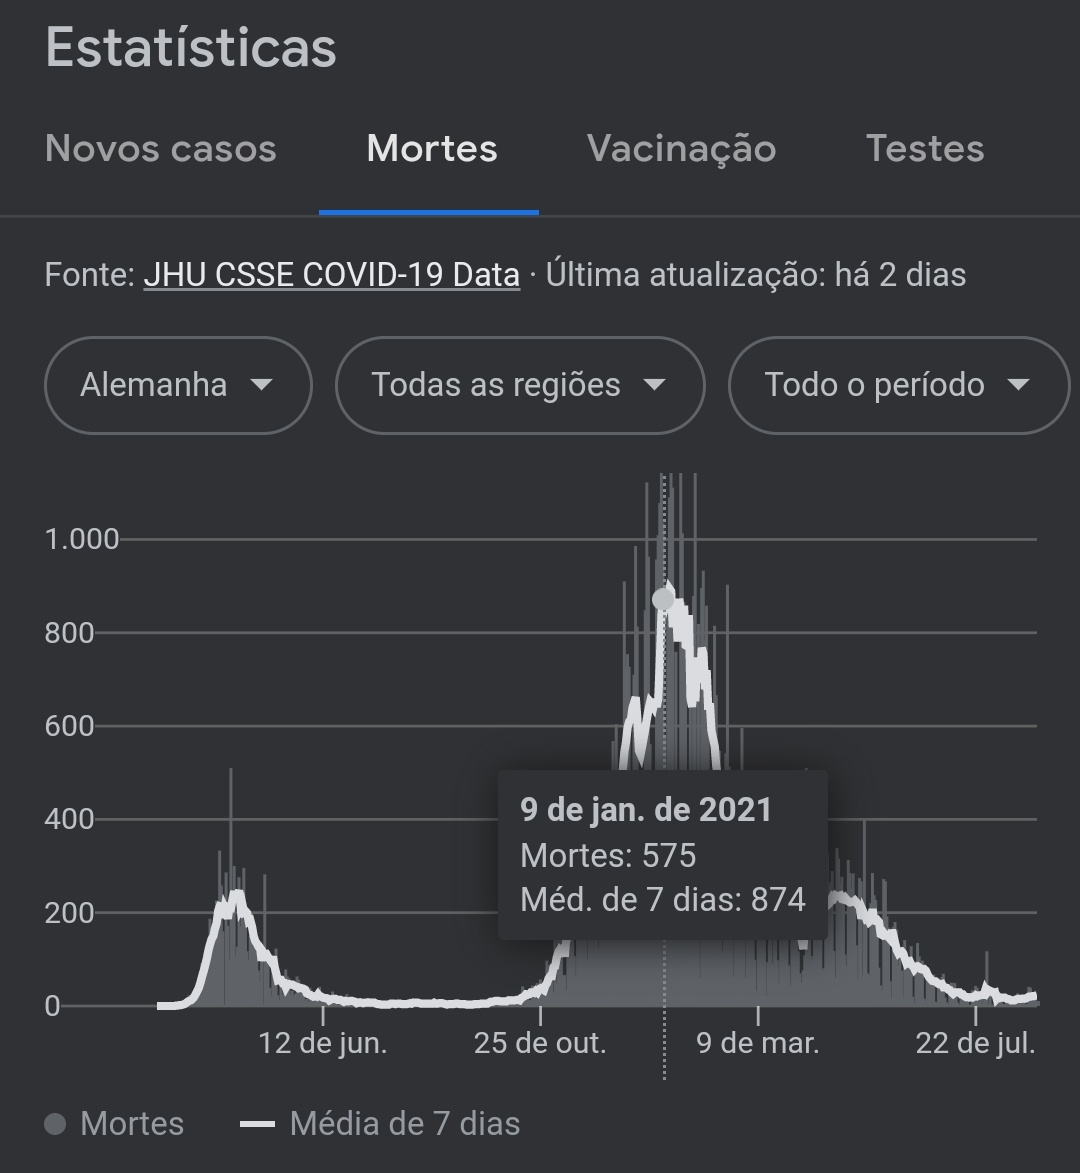 Estatísticas
Novos casos Mortes Vacinação Testes
Fonte: JHU CSSE COVID-19 Data · Última atualização: há 2 dias
Alemanha Todas as regiões Todo o período
1.000
800
600
400
200
0
9 de jan. de 2021
Mortes: 575
Méd. de 7 dias: 874
12 de jun. 25 de out. 9 de mar. 22 de jul.
Mortes Média de 7 dias